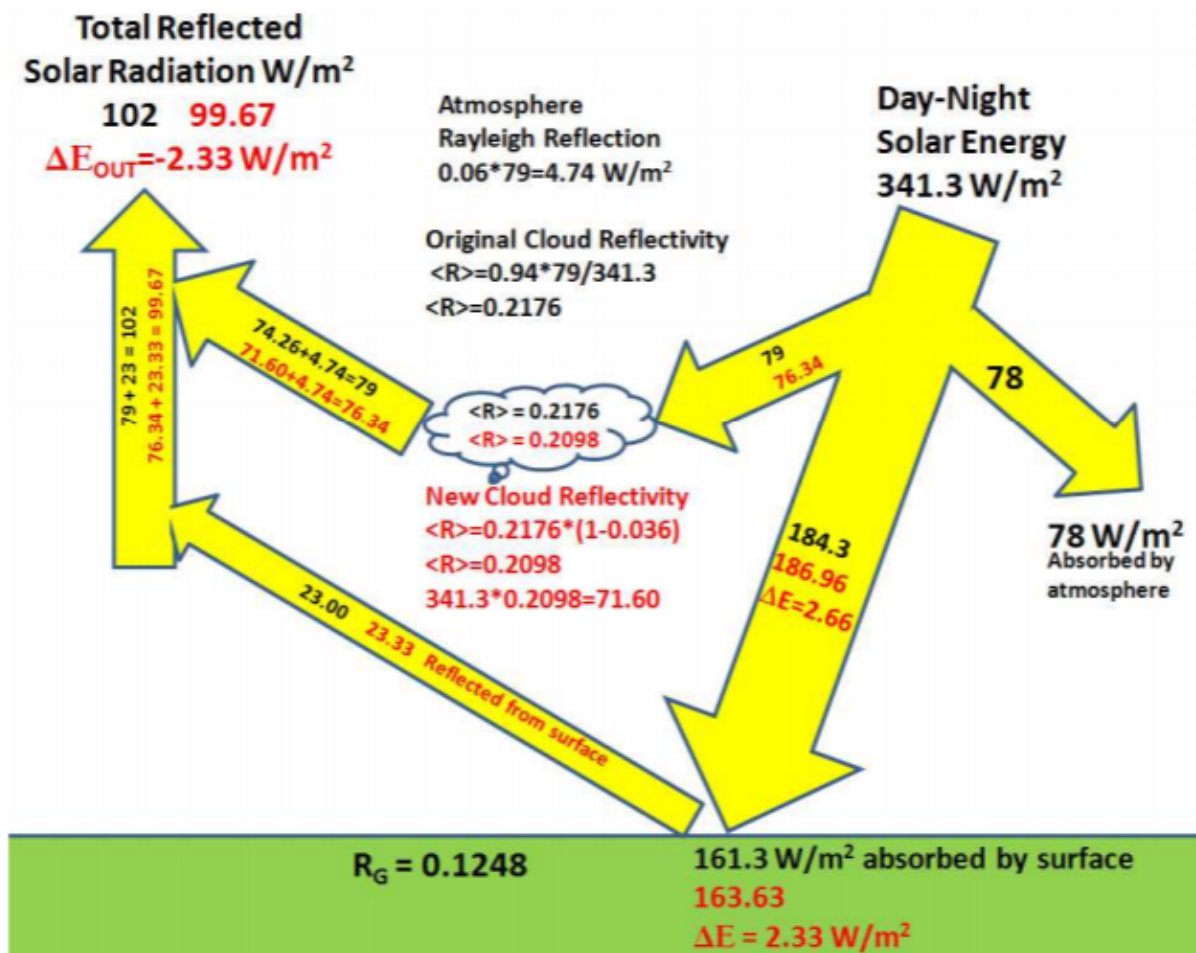 Total Reflected
Solar Radiation W/m²
102 99.67
ΔE_OUT=-2.33 W/m²
Atmosphere
Rayleigh Reflection
0.06*79=4.74 W/m²
Day-Night
Solar Energy
341.3 W/m²
Original Cloud Reflectivity
<R>=0.94*79/341.3
<R>=0.2176
79 + 23 = 102
76.34 + 23.33 = 99.67
74.26+4.74=79
71.60+4.74=76.34
<R> = 0.2176
<R> = 0.2098
79
76.34
78
New Cloud Reflectivity
<R>=0.2176*(1-0.036)
<R>=0.2098
341.3*0.2098=71.60
184.3
186.96
ΔE=2.66
78 W/m²
Absorbed by
atmosphere
23.00 23.33 Reflected from surface
R_G = 0.1248
161.3 W/m² absorbed by surface
163.63
ΔE = 2.33 W/m²